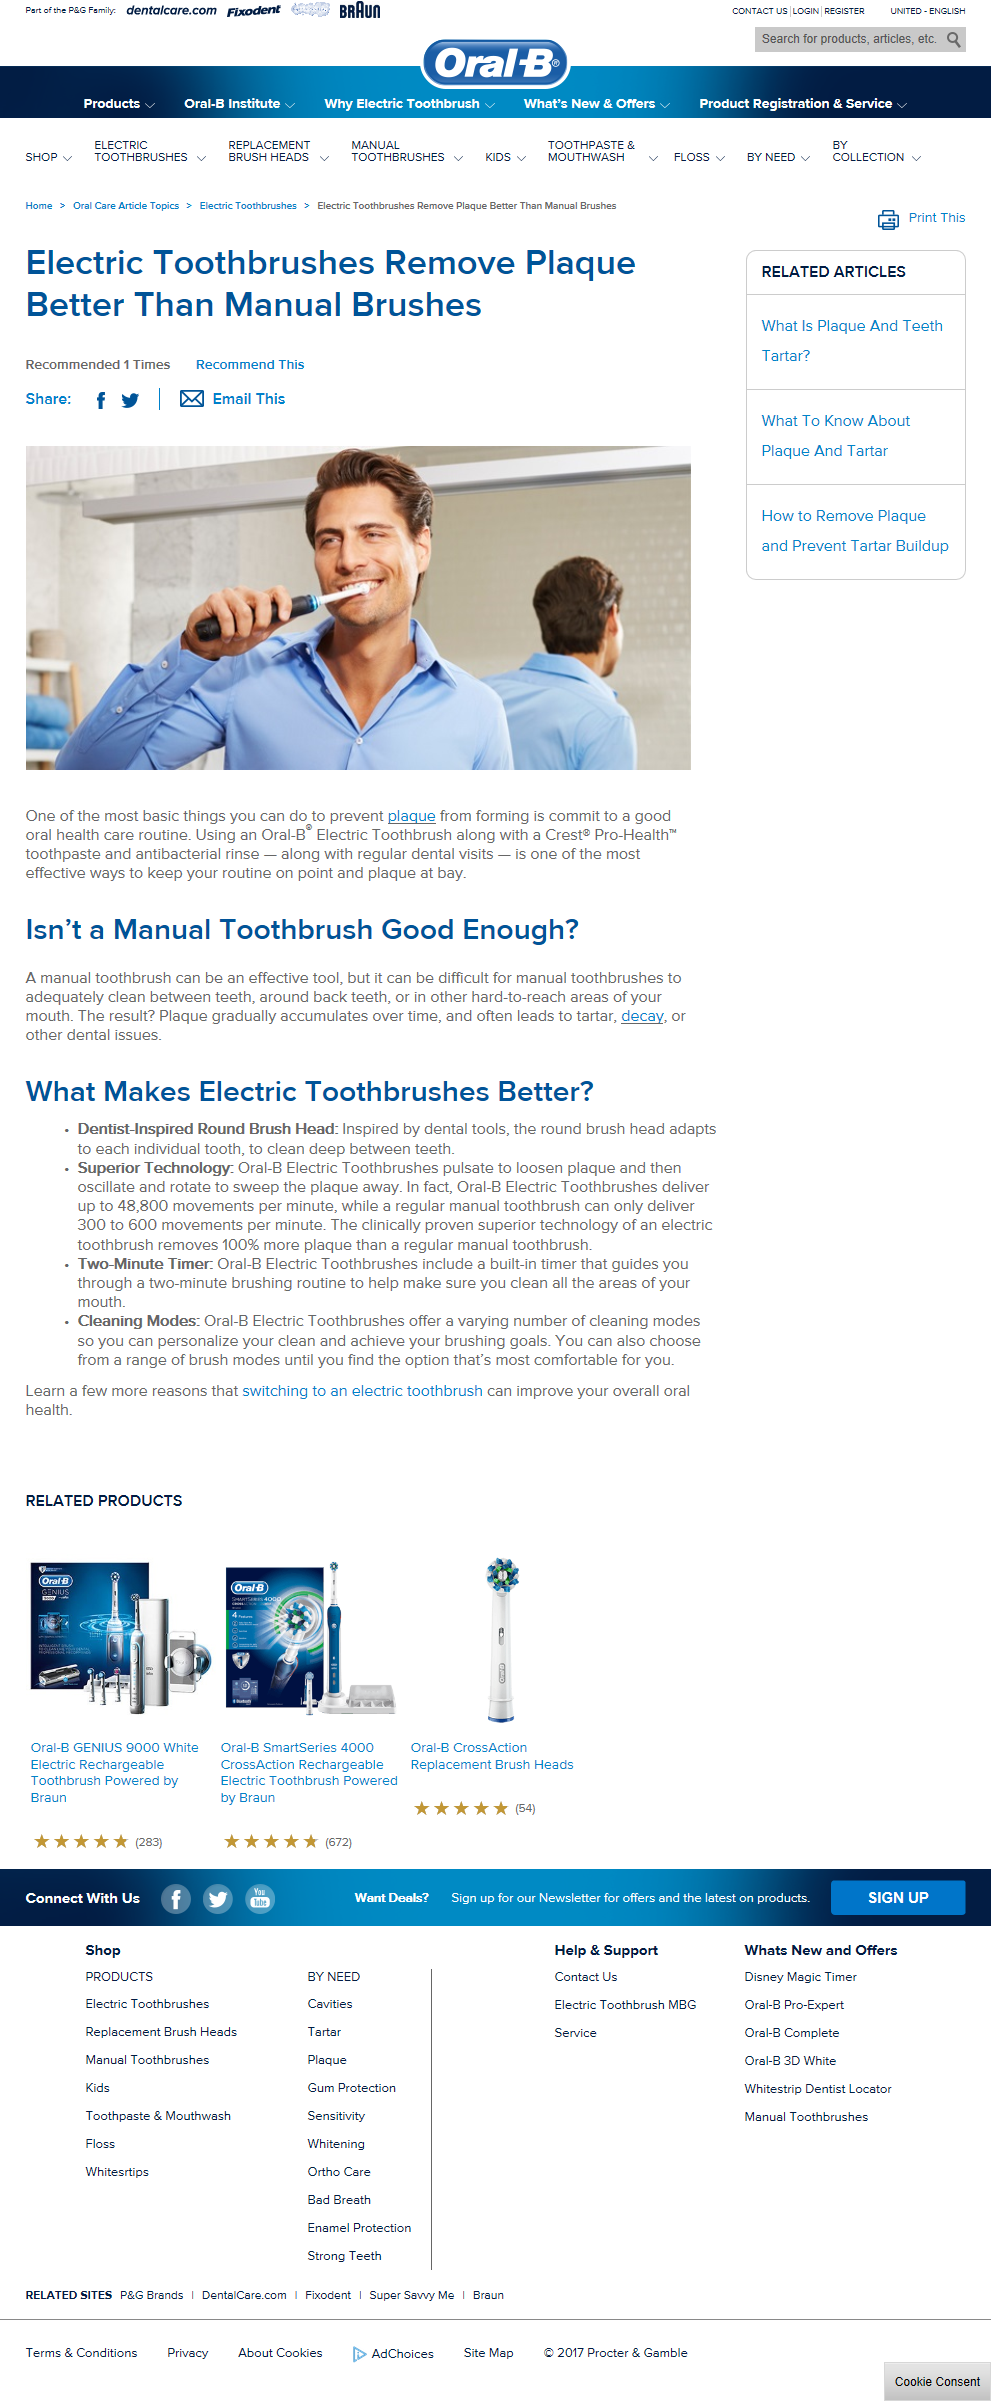 Part of the P&G Family:
dentalcare.com
Fixodent
BRAUN
CONTACT US | LOGIN | REGISTER
UNITED - ENGLISH
Search for products, articles, etc.
Oral-B®
Products
Oral-B Institute
Why Electric Toothbrush
What's New & Offers
Product Registration & Service
SHOP
ELECTRIC
TOOTHBRUSHES
REPLACEMENT
BRUSH HEADS
MANUAL
TOOTHBRUSHES
KIDS
TOOTHPASTE &
MOUTHWASH
FLOSS
BY NEED
BY
COLLECTION
Home > Oral Care Article Topics > Electric Toothbrushes > Electric Toothbrushes Remove Plaque Better Than Manual Brushes
Print This
Electric Toothbrushes Remove Plaque
Better Than Manual Brushes
Recommended 1 Times
Recommend This
Share:
Email This
RELATED ARTICLES
What Is Plaque And Teeth
Tartar?
What To Know About
Plaque And Tartar
How to Remove Plaque
and Prevent Tartar Buildup
One of the most basic things you can do to prevent plaque from forming is commit to a good
oral health care routine. Using an Oral-B® Electric Toothbrush along with a Crest® Pro-Health™
toothpaste and antibacterial rinse — along with regular dental visits — is one of the most
effective ways to keep your routine on point and plaque at bay.
Isn't a Manual Toothbrush Good Enough?
A manual toothbrush can be an effective tool, but it can be difficult for manual toothbrushes to
adequately clean between teeth, around back teeth, or in other hard-to-reach areas of your
mouth. The result? Plaque gradually accumulates over time, and often leads to tartar, decay, or
other dental issues.
What Makes Electric Toothbrushes Better?
• Dentist-Inspired Round Brush Head: Inspired by dental tools, the round brush head adapts
to each individual tooth, to clean deep between teeth.
• Superior Technology: Oral-B Electric Toothbrushes pulsate to loosen plaque and then
oscillate and rotate to sweep the plaque away. In fact, Oral-B Electric Toothbrushes deliver
up to 48,800 movements per minute, while a regular manual toothbrush can only deliver
300 to 600 movements per minute. The clinically proven superior technology of an electric
toothbrush removes 100% more plaque than a regular manual toothbrush.
• Two-Minute Timer: Oral-B Electric Toothbrushes include a built-in timer that guides you
through a two-minute brushing routine to help make sure you clean all the areas of your
mouth.
• Cleaning Modes: Oral-B Electric Toothbrushes offer a varying number of cleaning modes
so you can personalize your clean and achieve your brushing goals. You can also choose
from a range of brush modes until you find the option that's most comfortable for you.
Learn a few more reasons that switching to an electric toothbrush can improve your overall oral
health.
RELATED PRODUCTS
Oral-B
GENIUS
9000
Oral-B
SMARTSERIES 4000
Oral-B GENIUS 9000 White
Electric Rechargeable
Toothbrush Powered by
Braun
(283)
Oral-B SmartSeries 4000
CrossAction Rechargeable
Electric Toothbrush Powered
by Braun
(672)
Oral-B CrossAction
Replacement Brush Heads
(54)
Connect With Us
You
Tube
Want Deals?
Sign up for our Newsletter for offers and the latest on products.
SIGN UP
Shop
PRODUCTS
Electric Toothbrushes
Replacement Brush Heads
Manual Toothbrushes
Kids
Toothpaste & Mouthwash
Floss
Whitesrtips
BY NEED
Cavities
Tartar
Plaque
Gum Protection
Sensitivity
Whitening
Ortho Care
Bad Breath
Enamel Protection
Strong Teeth
Help & Support
Contact Us
Electric Toothbrush MBG
Service
Whats New and Offers
Disney Magic Timer
Oral-B Pro-Expert
Oral-B Complete
Oral-B 3D White
Whitestrip Dentist Locator
Manual Toothbrushes
RELATED SITES P&G Brands | DentalCare.com | Fixodent | Super Savvy Me | Braun
Terms & Conditions
Privacy
About Cookies
AdChoices
Site Map
© 2017 Procter & Gamble
Cookie Consent